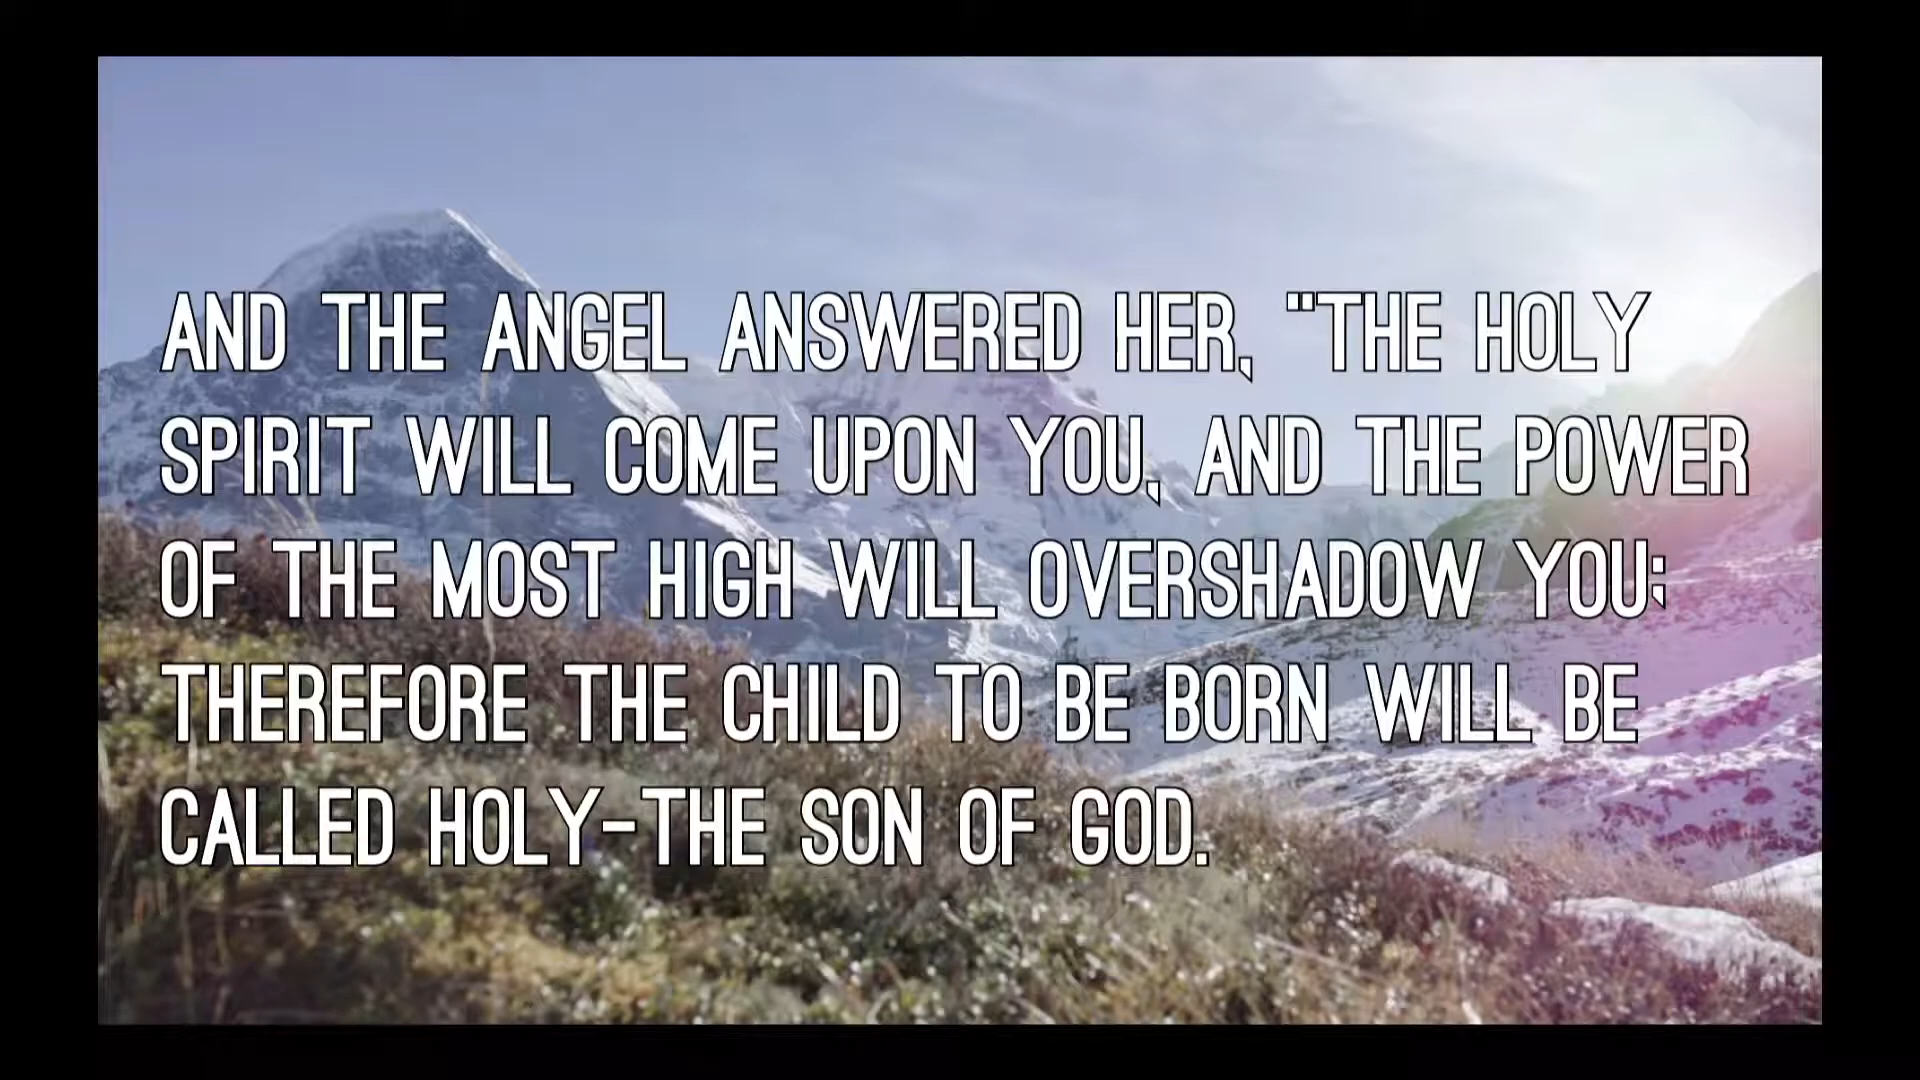 AND THE ANGEL ANSWERED HER, "THE HOLY
SPIRIT WILL COME UPON YOU, AND THE POWER
OF THE MOST HIGH WILL OVERSHADOW YOU;
THEREFORE THE CHILD TO BE BORN WILL BE
CALLED HOLY-THE SON OF GOD.